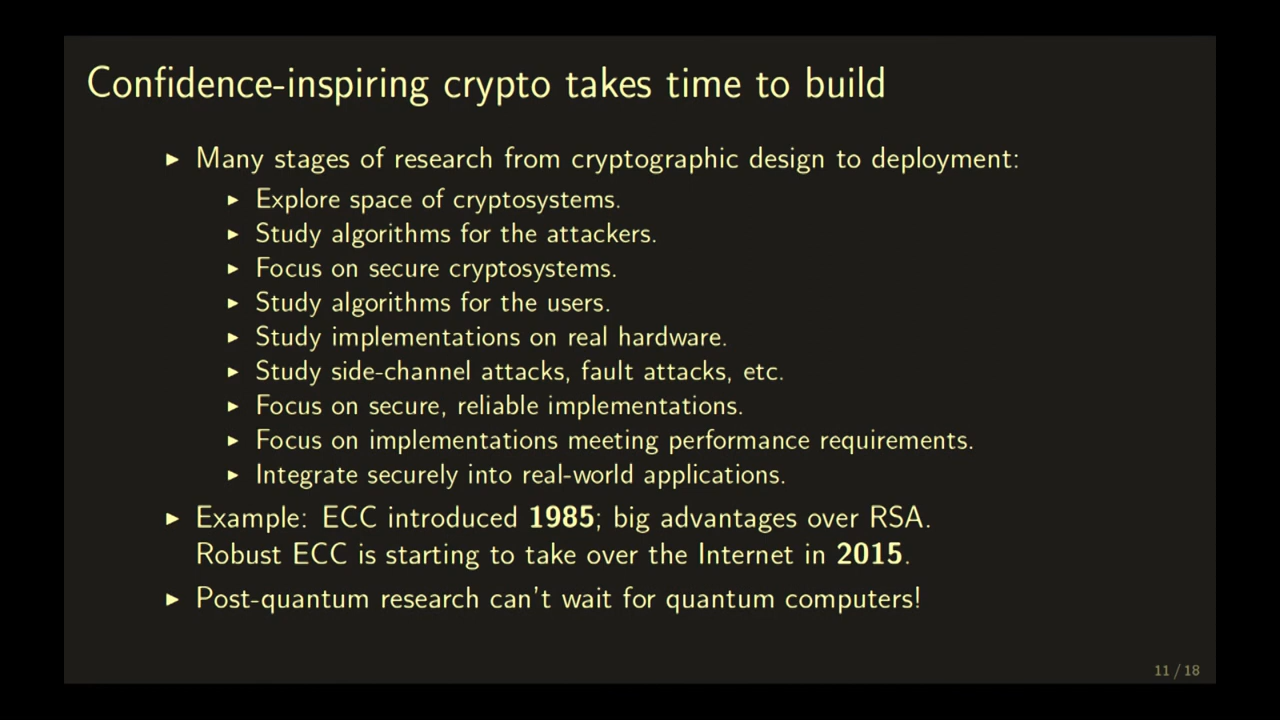 Confidence-inspiring crypto takes time to build
▶ Many stages of research from cryptographic design to deployment:
▶ Explore space of cryptosystems.
▶ Study algorithms for the attackers.
▶ Focus on secure cryptosystems.
▶ Study algorithms for the users.
▶ Study implementations on real hardware.
▶ Study side-channel attacks, fault attacks, etc.
▶ Focus on secure, reliable implementations.
▶ Focus on implementations meeting performance requirements.
▶ Integrate securely into real-world applications.
▶ Example: ECC introduced 1985; big advantages over RSA.
Robust ECC is starting to take over the Internet in 2015.
▶ Post-quantum research can't wait for quantum computers!
11 / 18